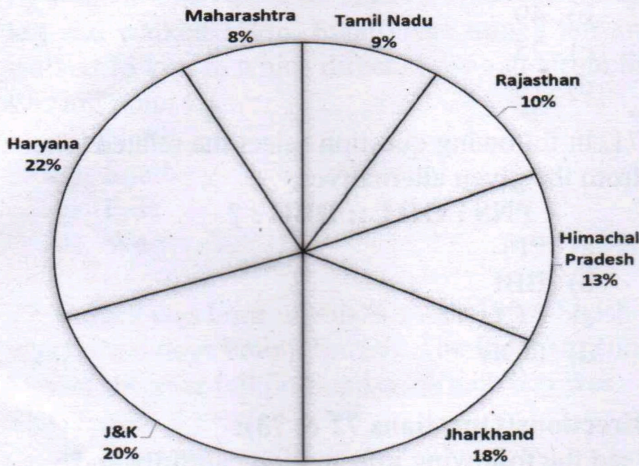 Maharashtra
8%
Tamil Nadu
9%
Rajasthan
10%
Haryana
22%
Himachal
Pradesh
13%
J&K
20%
Jharkhand
18%